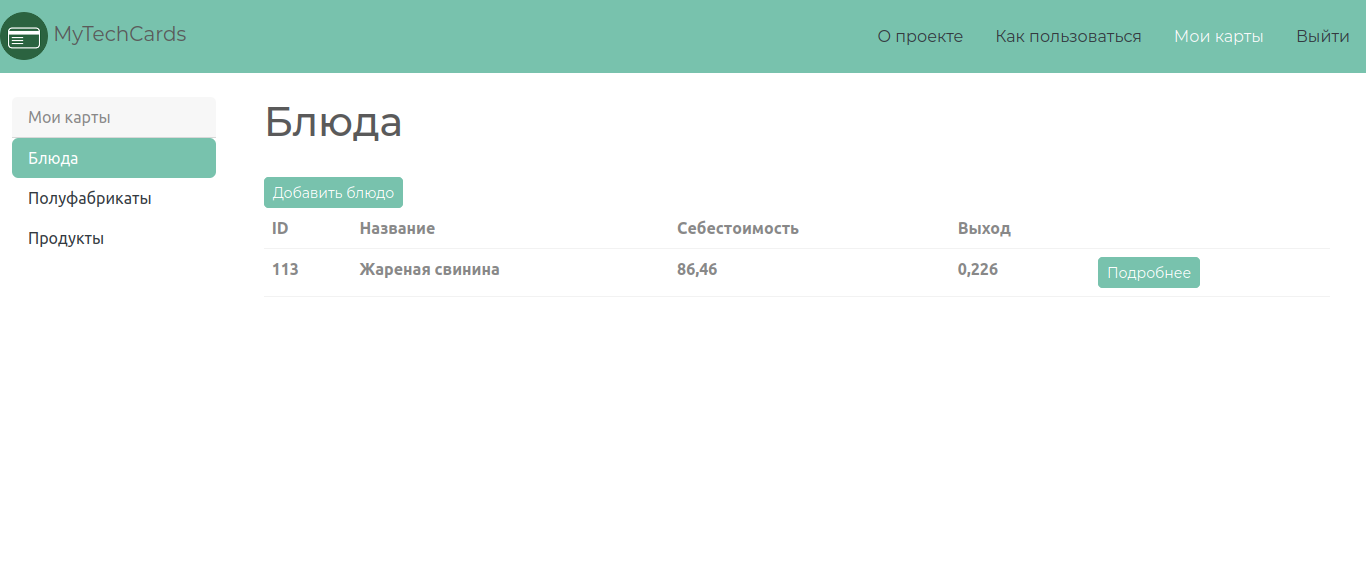 MyTechCards
О проекте Как пользоваться Мои карты Выйти
Мои карты
Блюда
Полуфабрикаты
Продукты
Блюда
Добавить блюдо
ID Название Себестоимость Выход
113 Жареная свинина 86,46 0,226 Подробнее